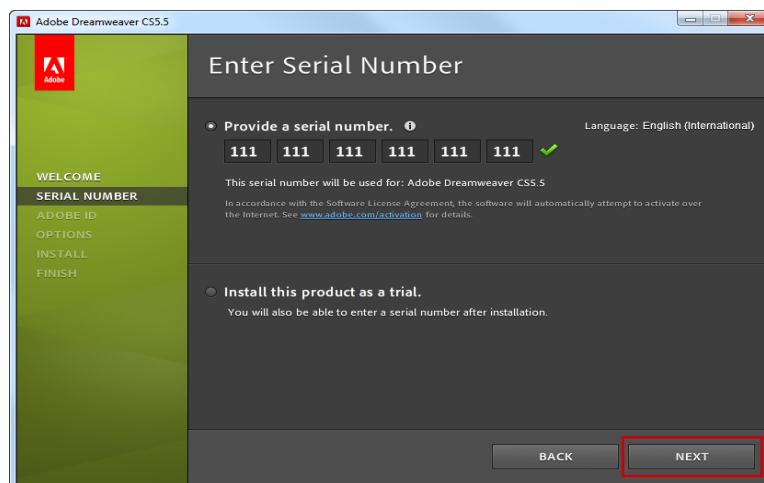 Adobe Dreamweaver CS5.5
Adobe
Enter Serial Number
WELCOME
SERIAL NUMBER
ADOBE ID
OPTIONS
INSTALL
FINISH
Provide a serial number.
Language: English (International)
111 111 111 111 111 111
This serial number will be used for: Adobe Dreamweaver CS5.5
In accordance with the Software License Agreement, the software will automatically attempt to activate over
the Internet. See www.adobe.com/activation for details.
Install this product as a trial.
You will also be able to enter a serial number after installation.
BACK
NEXT